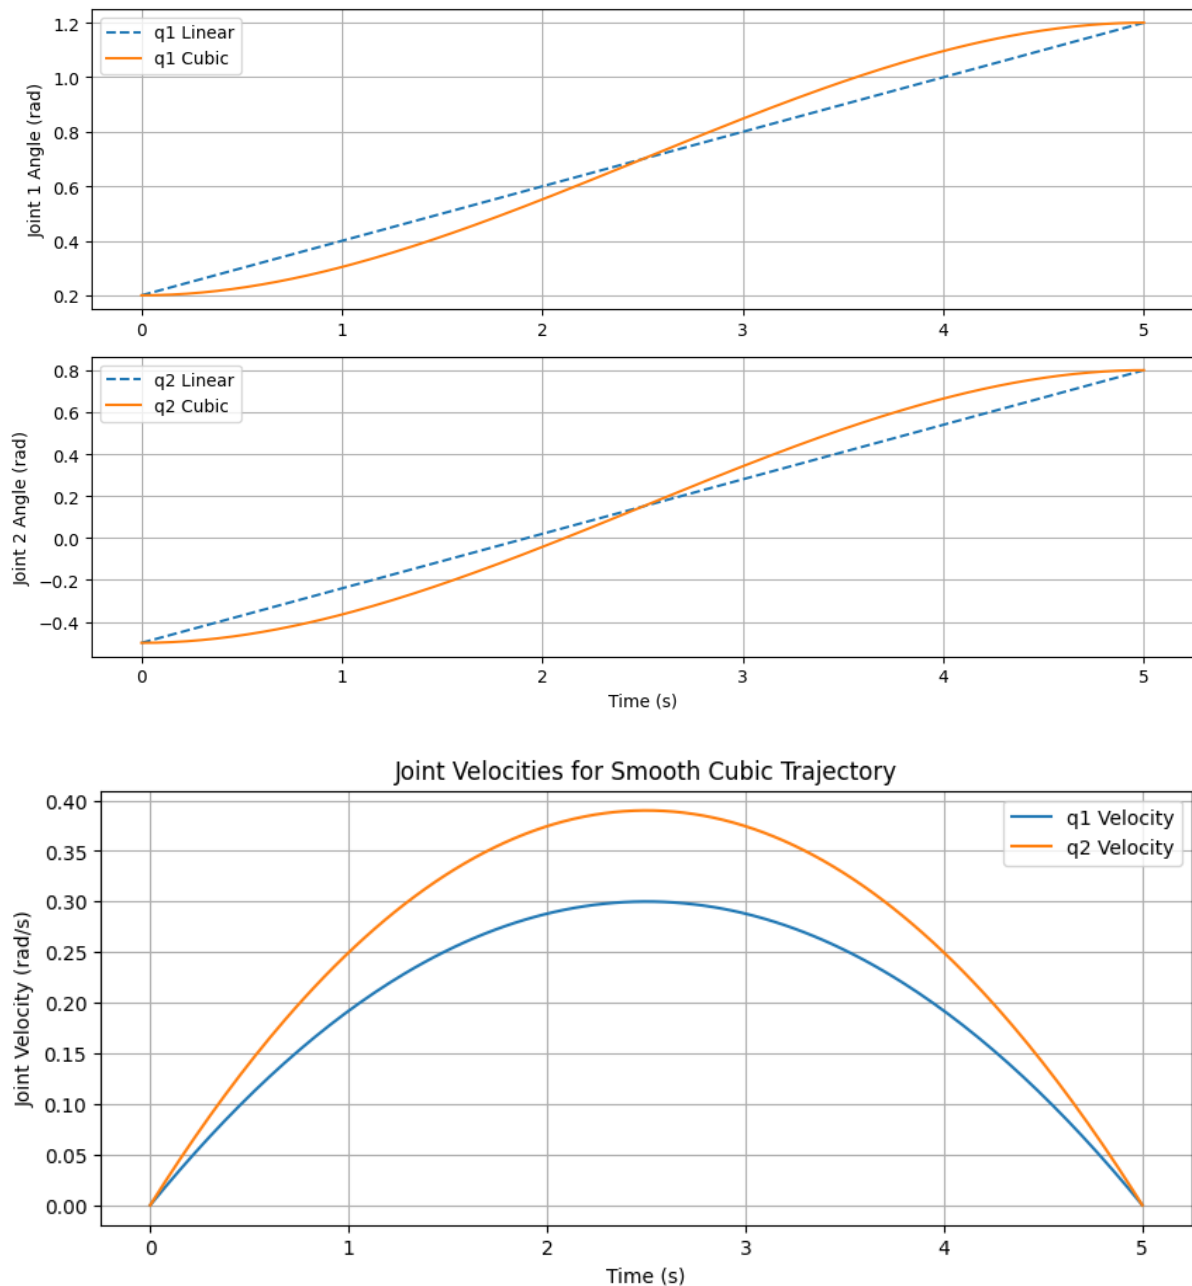 q1 Linear
q1 Cubic
Joint 1 Angle (rad)
1.2
1.0
0.8
0.6
0.4
0.2
0 1 2 3 4 5
q2 Linear
q2 Cubic
Joint 2 Angle (rad)
0.8
0.6
0.4
0.2
0.0
−0.2
−0.4
0 1 2 3 4 5
Time (s)
Joint Velocities for Smooth Cubic Trajectory
q1 Velocity
q2 Velocity
Joint Velocity (rad/s)
0.40
0.35
0.30
0.25
0.20
0.15
0.10
0.05
0.00
0 1 2 3 4 5
Time (s)